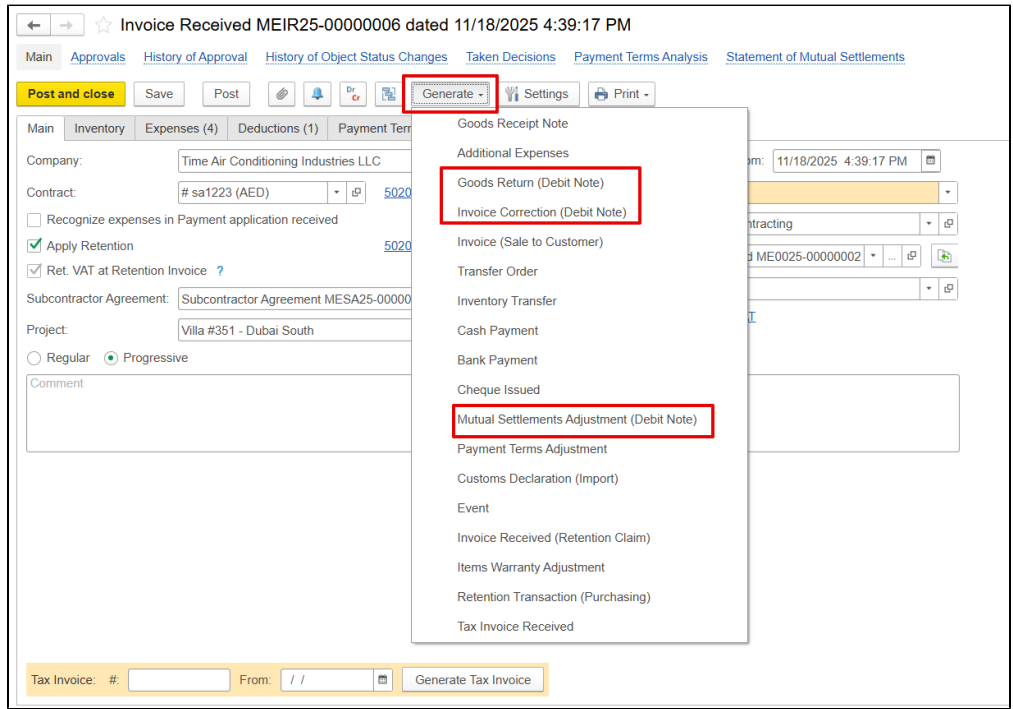 Invoice Received MEIR25-00000006 dated 11/18/2025 4:39:17 PM
Main Approvals History of Approval History of Object Status Changes Taken Decisions Payment Terms Analysis Statement of Mutual Settlements
Post and close Save Post Dr Cr Generate Settings Print
Main Inventory Expenses (4) Deductions (1) Payment Terr
Goods Receipt Note
Additional Expenses
Goods Return (Debit Note)
Invoice Correction (Debit Note)
Invoice (Sale to Customer)
Transfer Order
Inventory Transfer
Cash Payment
Bank Payment
Cheque Issued
Mutual Settlements Adjustment (Debit Note)
Payment Terms Adjustment
Customs Declaration (Import)
Event
Invoice Received (Retention Claim)
Items Warranty Adjustment
Retention Transaction (Purchasing)
Tax Invoice Received
Company: Time Air Conditioning Industries LLC om: 11/18/2025 4:39:17 PM
Contract: # sa1223 (AED) 5020
Recognize expenses in Payment application received ntracting
Apply Retention 5020 d ME0025-00000002 ...
Ret. VAT at Retention Invoice ?
Subcontractor Agreement: Subcontractor Agreement MESA25-00000
Project: Villa #351 - Dubai South
Regular Progressive
Comment
Tax Invoice: #: From: / / Generate Tax Invoice